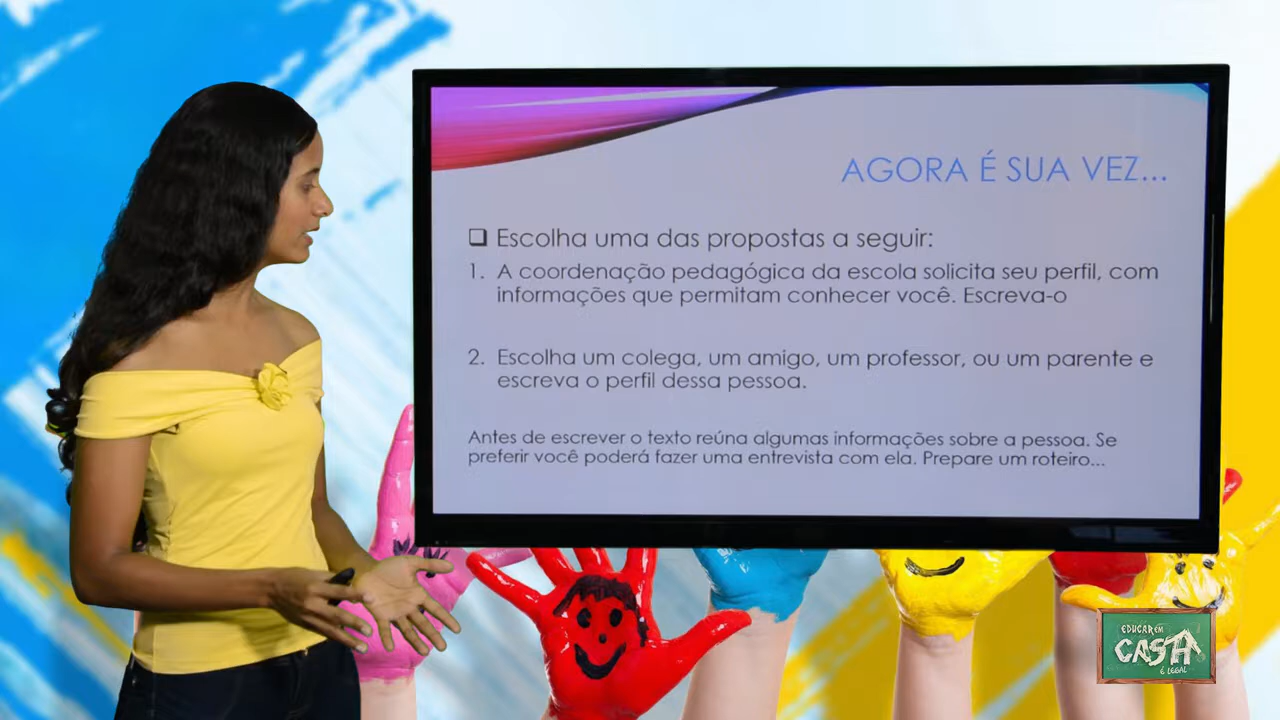 AGORA É SUA VEZ...
❑ Escolha uma das propostas a seguir:
1. A coordenação pedagógica da escola solicita seu perfil, com
informações que permitam conhecer você. Escreva-o
2. Escolha um colega, um amigo, um professor, ou um parente e
escreva o perfil dessa pessoa.
Antes de escrever o texto reúna algumas informações sobre a pessoa. Se
preferir você poderá fazer uma entrevista com ela. Prepare um roteiro...
EDUCAR EM
CASA
É LEGAL